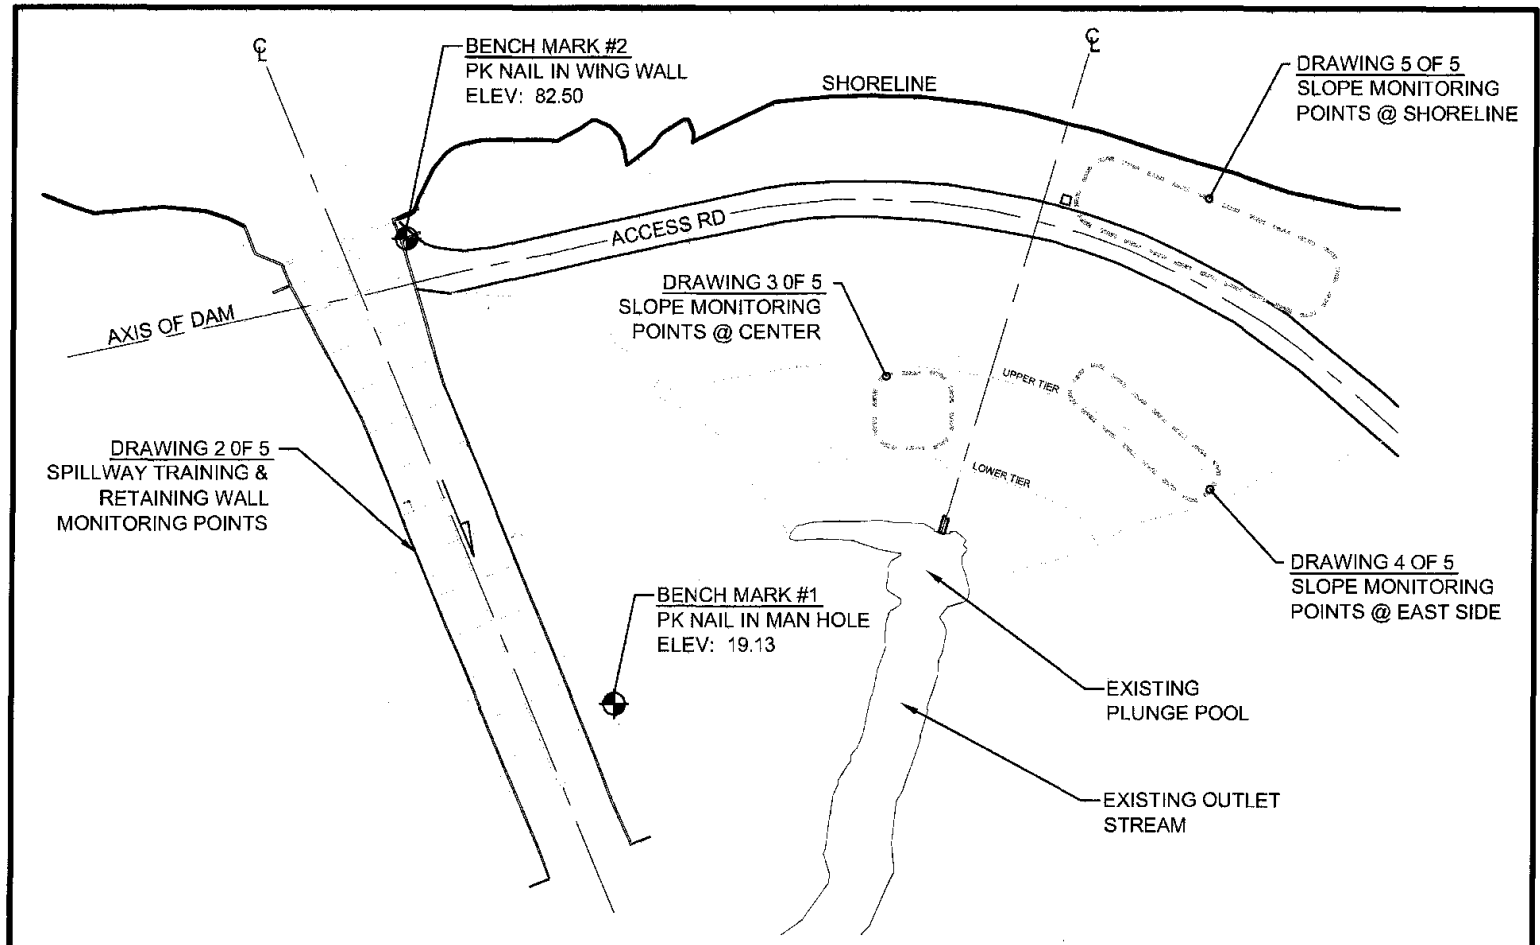 ℄
BENCH MARK #2
PK NAIL IN WING WALL
ELEV: 82.50
SHORELINE
℄
DRAWING 5 OF 5
SLOPE MONITORING
POINTS @ SHORELINE
ACCESS RD
AXIS OF DAM
DRAWING 3 0F 5
SLOPE MONITORING
POINTS @ CENTER
UPPER TIER
LOWER TIER
DRAWING 2 0F 5
SPILLWAY TRAINING &
RETAINING WALL
MONITORING POINTS
DRAWING 4 OF 5
SLOPE MONITORING
POINTS @ EAST SIDE
BENCH MARK #1
PK NAIL IN MAN HOLE
ELEV: 19.13
EXISTING
PLUNGE POOL
EXISTING OUTLET
STREAM